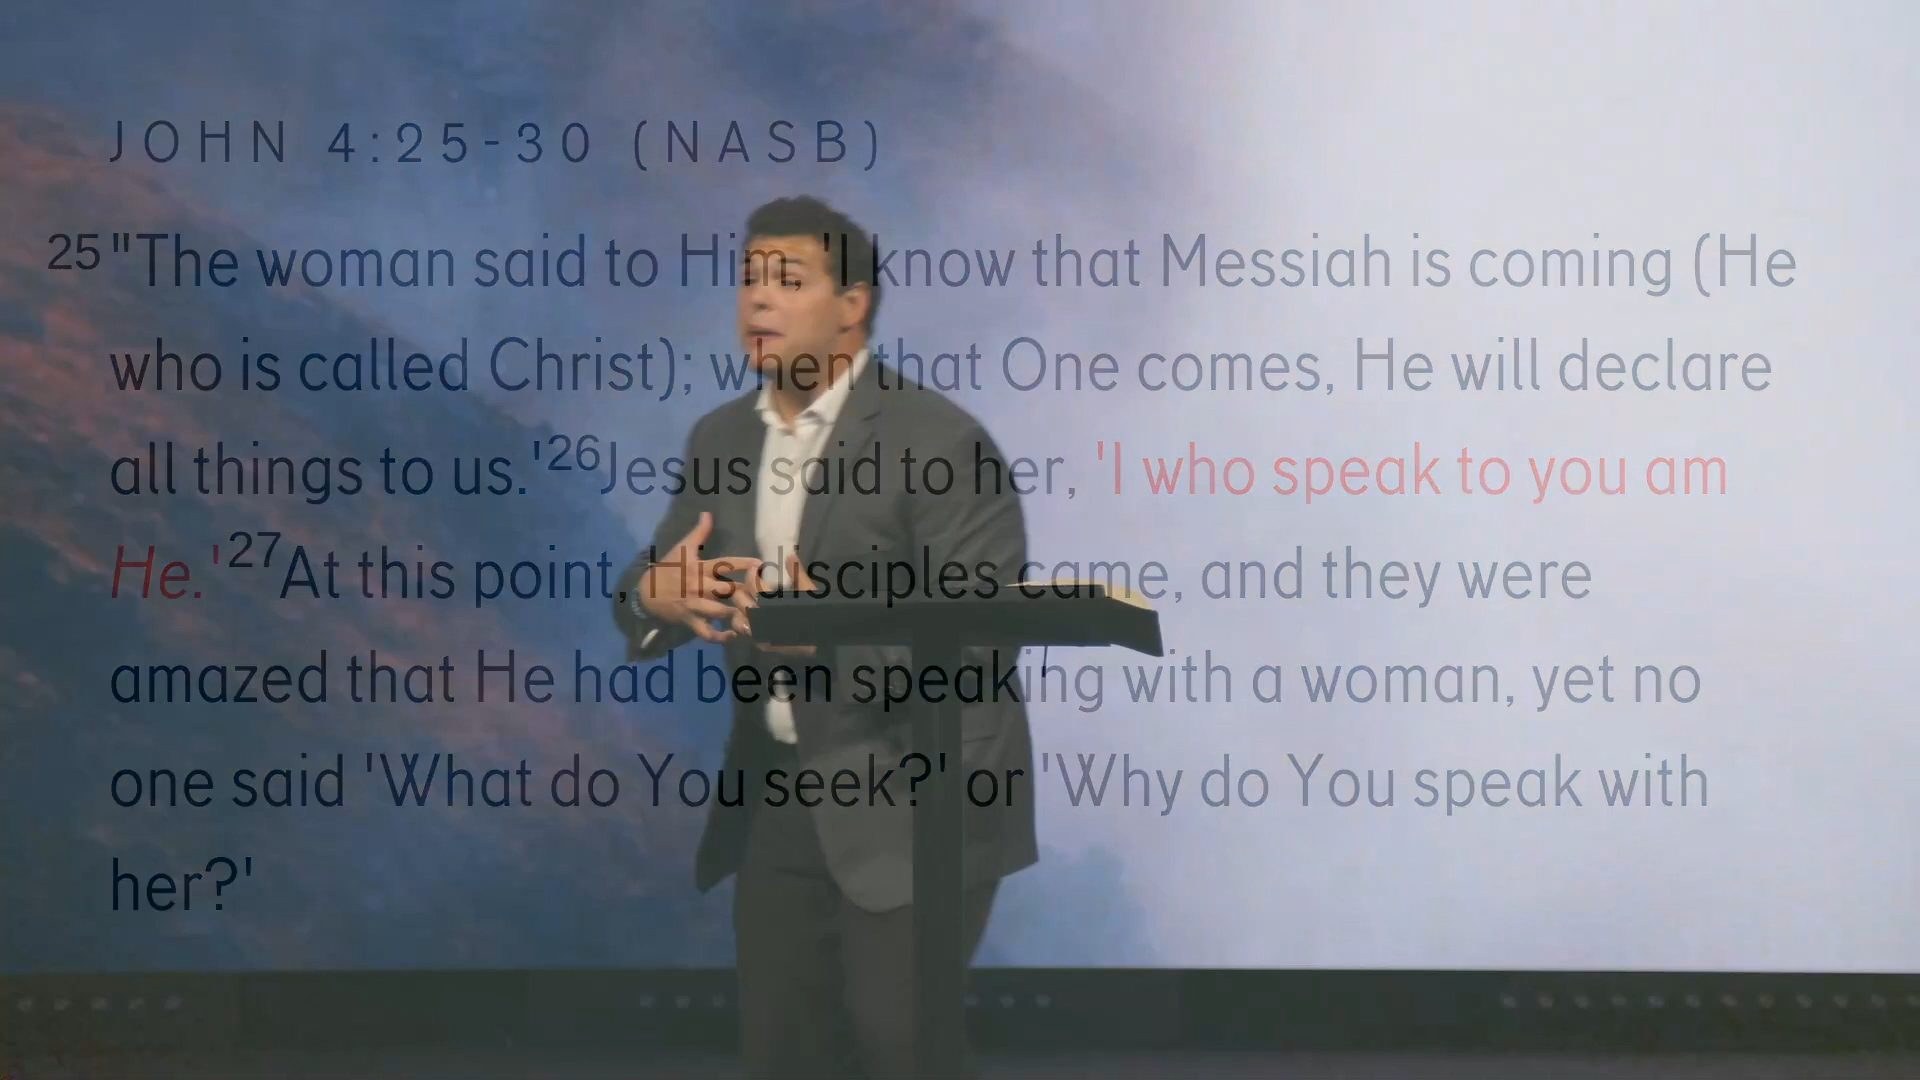 JOHN 4:25-30 (NASB)
25"The woman said to Him, 'I know that Messiah is coming (He
who is called Christ); when that One comes, He will declare
all things to us.'26Jesus said to her, 'I who speak to you am
He.'27At this point, His disciples came, and they were
amazed that He had been speaking with a woman, yet no
one said 'What do You seek?' or 'Why do You speak with
her?'